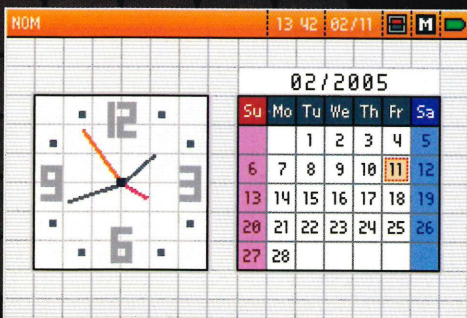 NOM 13 42 02/11 M
02/2005
12
9 3
6
Su Mo Tu We Th Fr Sa
1 2 3 4 5
6 7 8 9 10 11 12
13 14 15 16 17 18 19
20 21 22 23 24 25 26
27 28